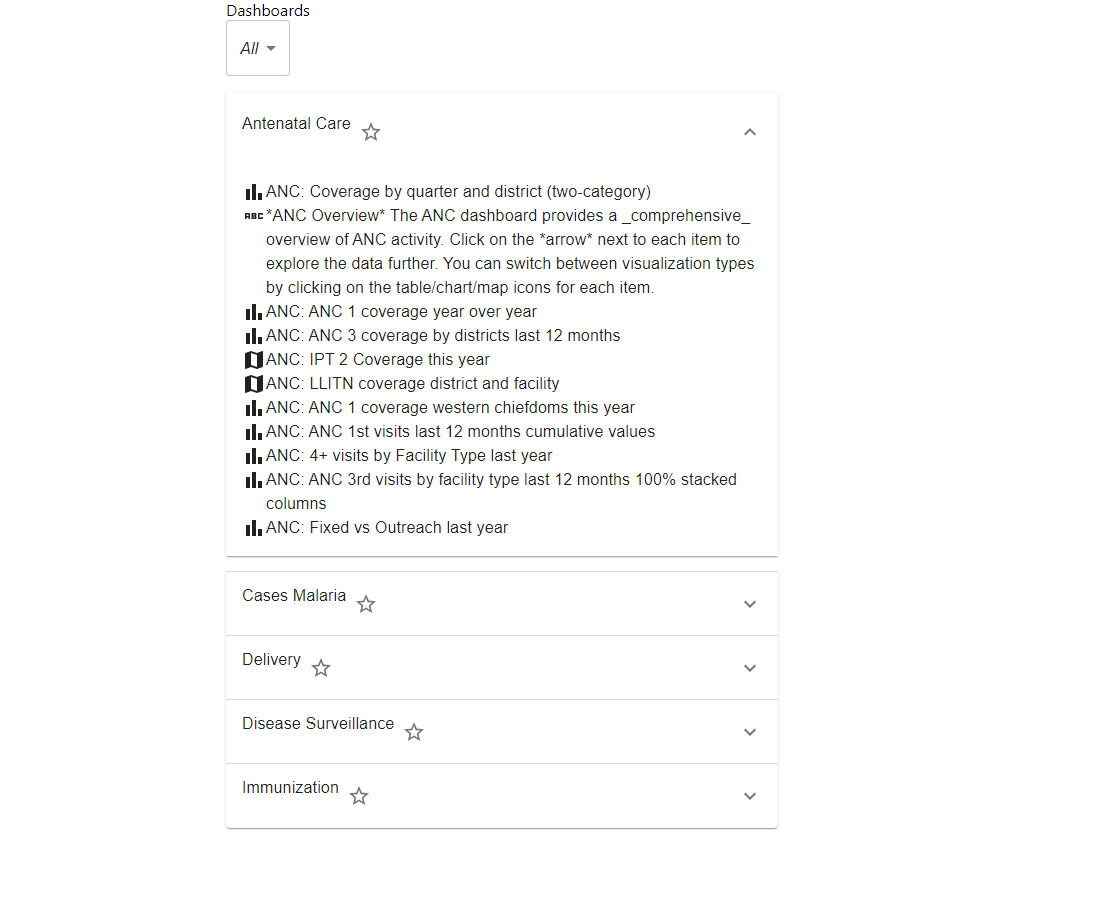 Dashboards
All
Antenatal Care
ANC: Coverage by quarter and district (two-category)
ABC *ANC Overview* The ANC dashboard provides a _comprehensive_
overview of ANC activity. Click on the *arrow* next to each item to
explore the data further. You can switch between visualization types
by clicking on the table/chart/map icons for each item.
ANC: ANC 1 coverage year over year
ANC: ANC 3 coverage by districts last 12 months
ANC: IPT 2 Coverage this year
ANC: LLITN coverage district and facility
ANC: ANC 1 coverage western chiefdoms this year
ANC: ANC 1st visits last 12 months cumulative values
ANC: 4+ visits by Facility Type last year
ANC: ANC 3rd visits by facility type last 12 months 100% stacked
columns
ANC: Fixed vs Outreach last year
Cases Malaria
Delivery
Disease Surveillance
Immunization